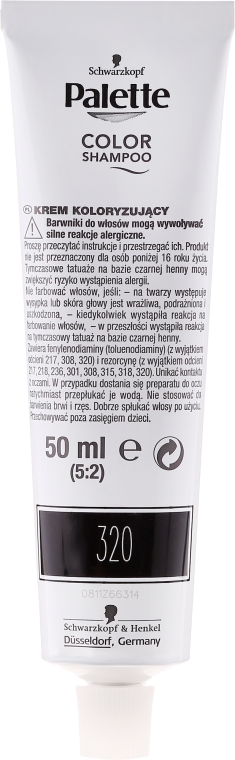 Schwarzkopf
Palette
COLOR
SHAMPOO
PL KREM KOLORYZUJĄCY
Barwniki do włosów mogą wywoływać
silne reakcje alergiczne.
Proszę przeczytać instrukcje i przestrzegać ich. Produkt
nie jest przeznaczony dla osób poniżej 16 roku życia.
Tymczasowe tatuaże na bazie czarnej henny mogą
zwiększyć ryzyko wystąpienia alergii.
Nie farbować włosów, jeśli: – na twarzy występuje
wysypka lub skóra głowy jest wrażliwa, podrażniona i
uszkodzona, – kiedykolwiek wystąpiła reakcja na
farbowanie włosów, – w przeszłości wystąpiła reakcja na
tymczasowy tatuaż na bazie czarnej henny.
Zawiera fenylenodiaminy (toluenodiaminy) (z wyjątkiem
odcieni 217, 308, 320) i rezorcynę (z wyjątkiem odcieni
217, 218, 236, 301, 308, 315, 318, 320). Unikać kontaktu
z oczami. W przypadku dostania się preparatu do oczu
natychmiast przepłukać je wodą. Nie stosować do
barwienia brwi i rzęs. Dobrze spłukać włosy po użyciu.
Przechowywać poza zasięgiem dzieci.
50 ml e
(5:2)
320
0811266314
Schwarzkopf & Henkel
Düsseldorf, Germany